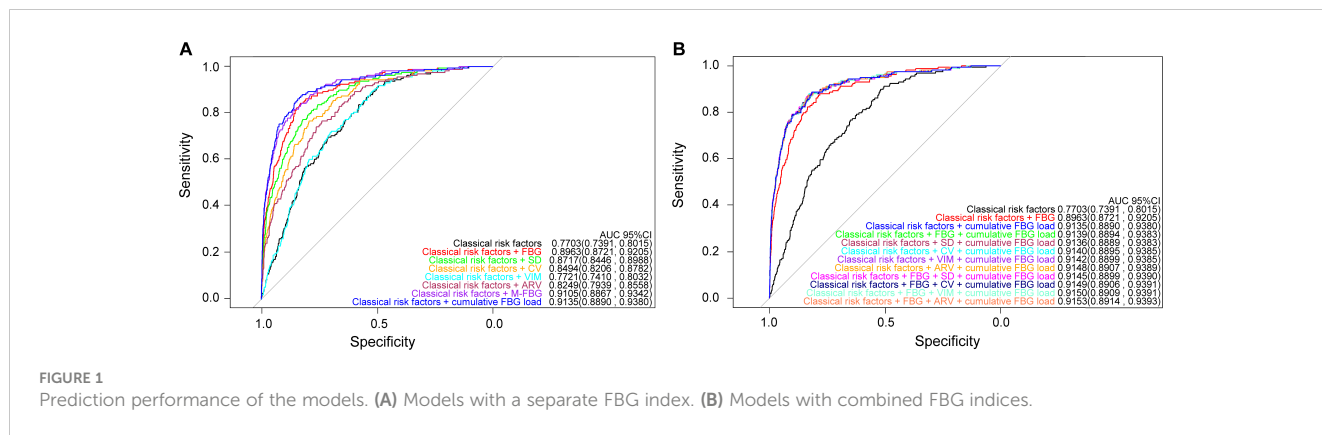 A
B
1.0
0.8
0.6
0.4
0.2
0.0
Sensitivity
1.0
0.5
0.0
Specificity
AUC 95%CI
Classical risk factors 0.7703(0.7391 , 0.8015)
Classical risk factors + FBG 0.8963(0.8721 , 0.9205)
Classical risk factors + SD 0.8717(0.8446 , 0.8988)
Classical risk factors + CV 0.8494(0.8206 , 0.8782)
Classical risk factors + VIM 0.7721(0.7410 , 0.8032)
Classical risk factors + ARV 0.8249(0.7939 , 0.8558)
Classical risk factors + M-FBG 0.9105(0.8867 , 0.9342)
Classical risk factors + cumulative FBG load 0.9135(0.8890 , 0.9380)
1.0
0.8
0.6
0.4
0.2
0.0
Sensitivity
1.0
0.5
0.0
Specificity
AUC 95%CI
Classical risk factors 0.7703(0.7391 , 0.8015)
Classical risk factors + FBG 0.8963(0.8721 , 0.9205)
Classical risk factors + cumulative FBG load 0.9135(0.8890 , 0.9380)
Classical risk factors + FBG + cumulative FBG load 0.9139(0.8894 , 0.9383)
Classical risk factors + SD + cumulative FBG load 0.9136(0.8889 , 0.9383)
Classical risk factors + CV + cumulative FBG load 0.9140(0.8895 , 0.9385)
Classical risk factors + VIM + cumulative FBG load 0.9142(0.8899 , 0.9385)
Classical risk factors + ARV + cumulative FBG load 0.9148(0.8907 , 0.9389)
Classical risk factors + FBG + SD + cumulative FBG load 0.9145(0.8899 , 0.9390)
Classical risk factors + FBG + CV + cumulative FBG load 0.9149(0.8906 , 0.9391)
Classical risk factors + FBG + VIM + cumulative FBG load 0.9150(0.8909 , 0.9391)
Classical risk factors + FBG + ARV + cumulative FBG load 0.9153(0.8914 , 0.9393)
FIGURE 1
Prediction performance of the models. (A) Models with a separate FBG index. (B) Models with combined FBG indices.